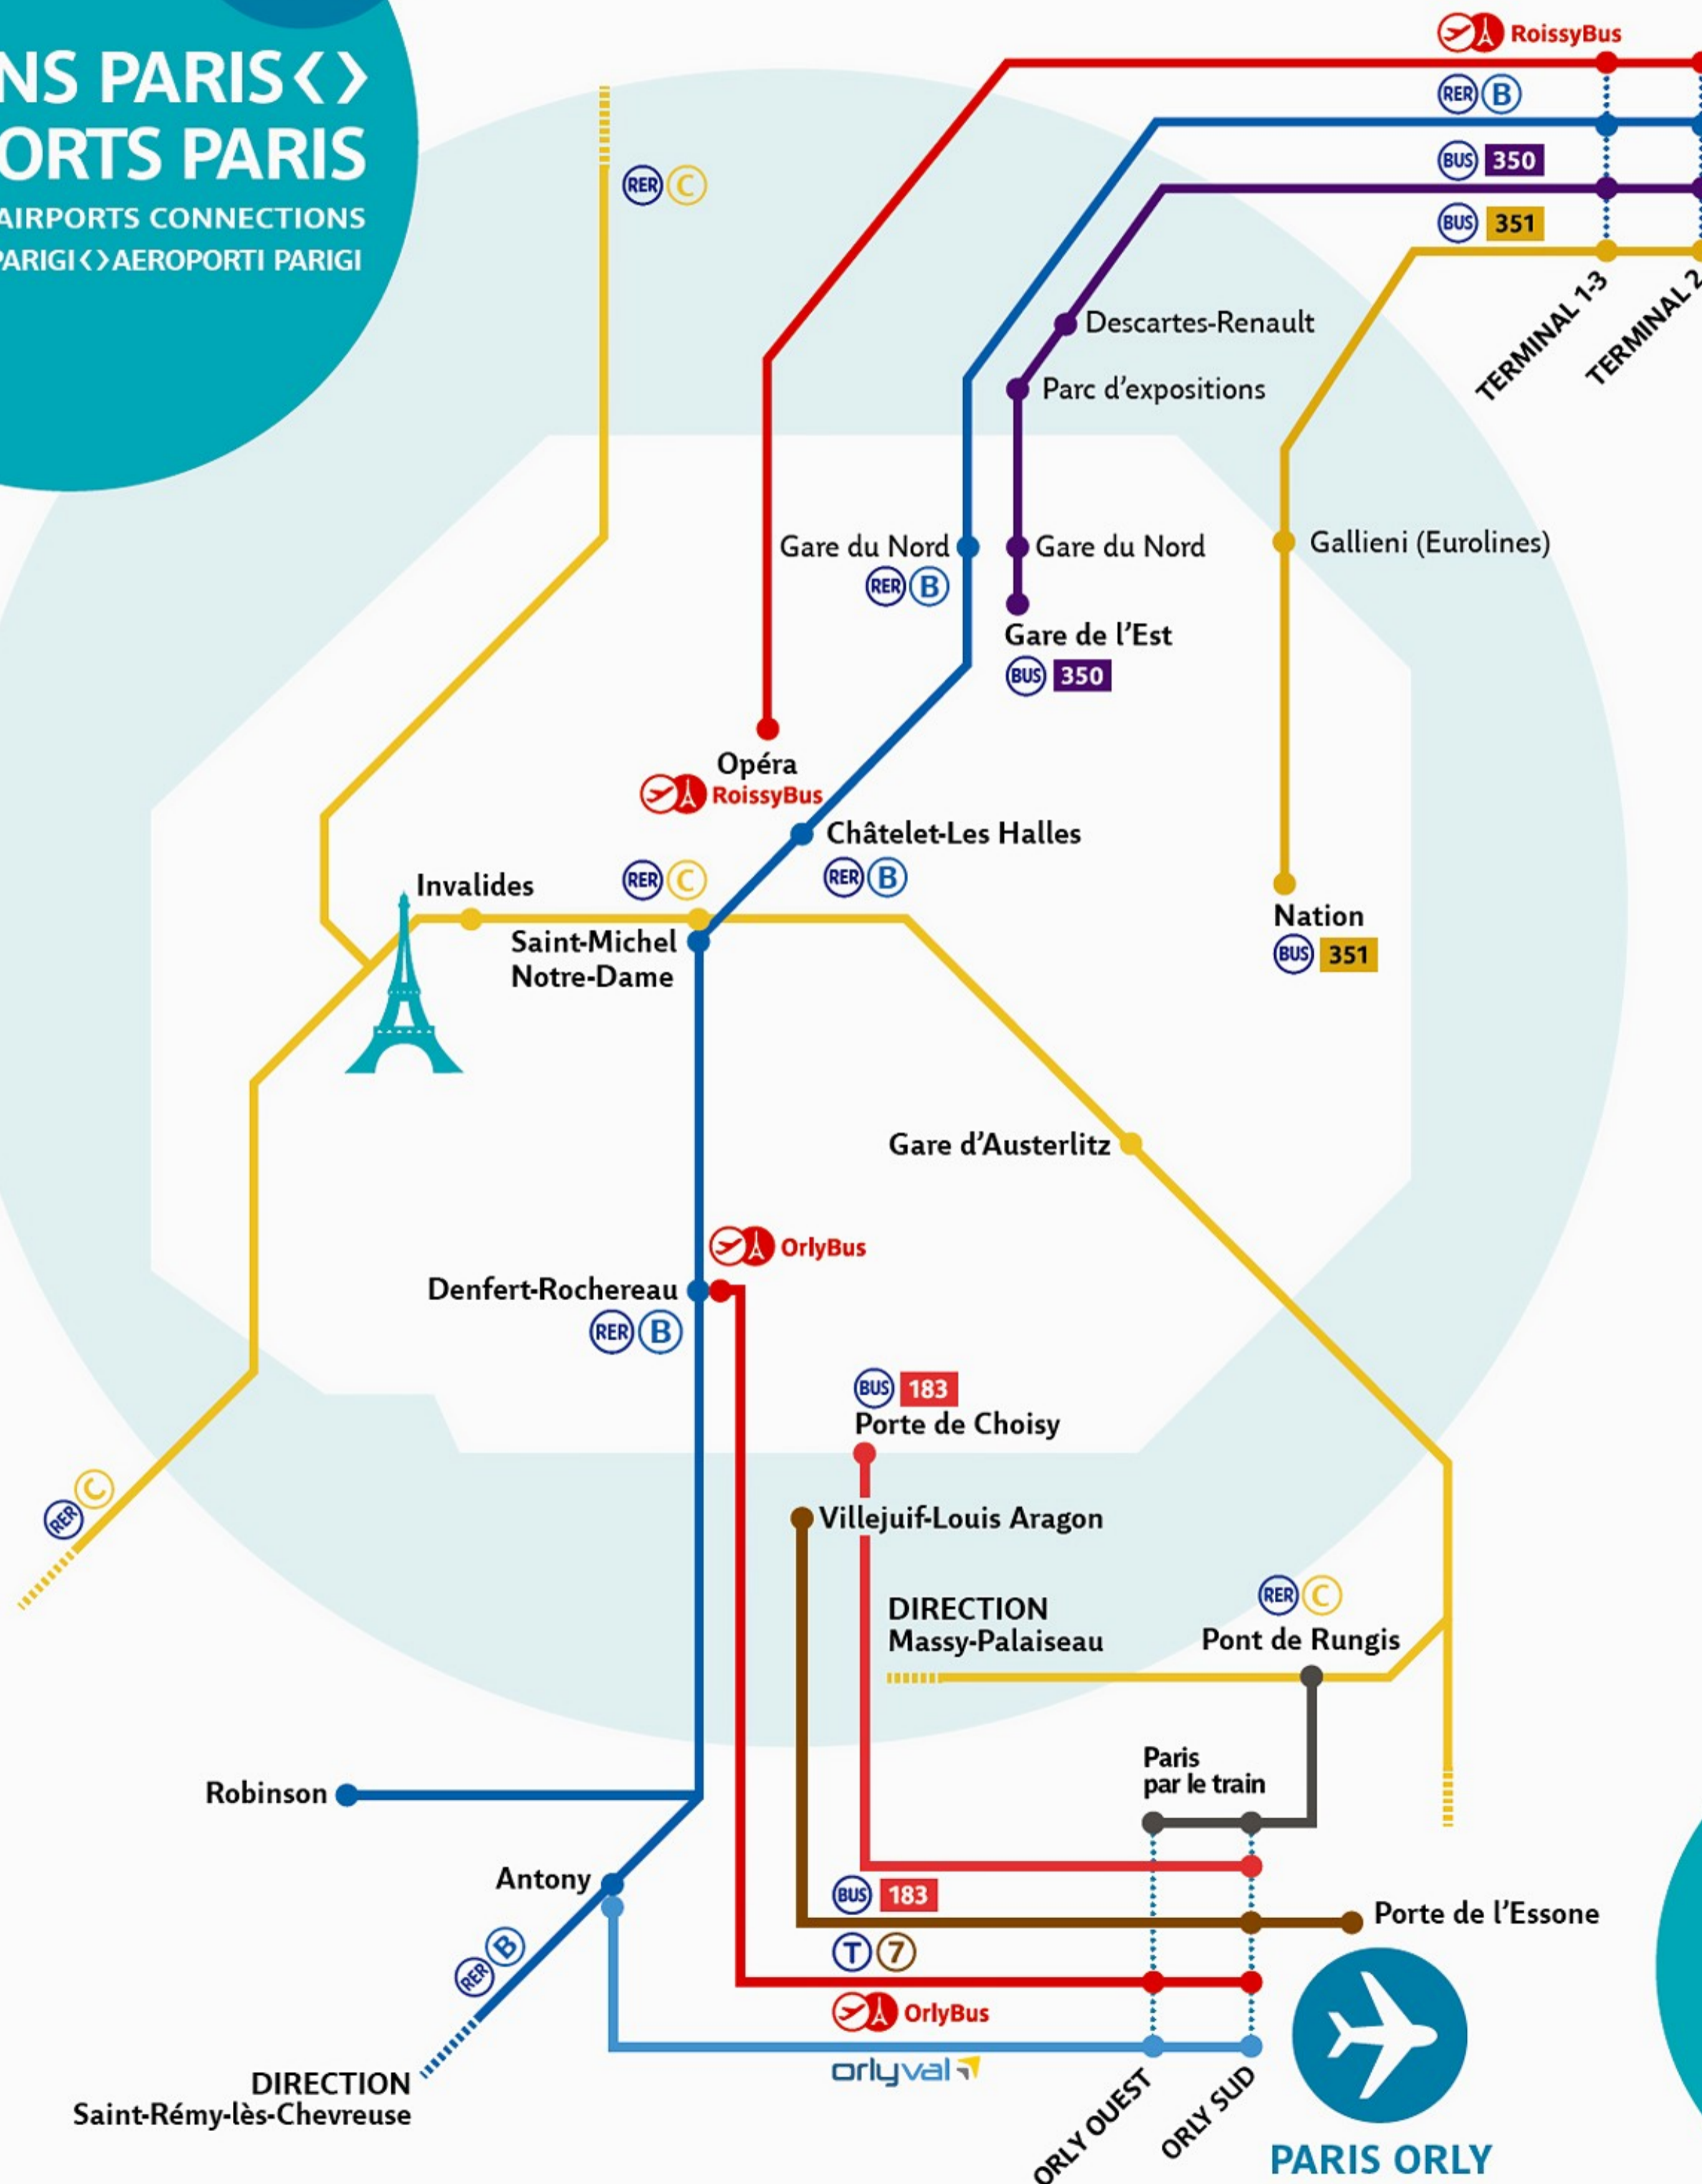 NS PARIS<>
ORTS PARIS
AIRPORTS CONNECTIONS
PARIGI<>AEROPORTI PARIGI
RoissyBus
RER B
BUS 350
BUS 351
TERMINAL 1-3
TERMINAL 2
RER C
Descartes-Renault
Parc d'expositions
Gare du Nord
RER B
Gare du Nord
Gallieni (Eurolines)
Gare de l'Est
BUS 350
Opéra
RoissyBus
Châtelet-Les Halles
RER B
Invalides
RER C
Saint-Michel
Notre-Dame
Nation
BUS 351
Gare d'Austerlitz
OrlyBus
Denfert-Rochereau
RER B
BUS 183
Porte de Choisy
RER C
Villejuif-Louis Aragon
DIRECTION
Massy-Palaiseau
RER C
Pont de Rungis
Paris
par le train
Robinson
Antony
RER B
BUS 183
Porte de l'Essone
T 7
OrlyBus
orlyval
DIRECTION
Saint-Rémy-lès-Chevreuse
ORLY OUEST
ORLY SUD
PARIS ORLY